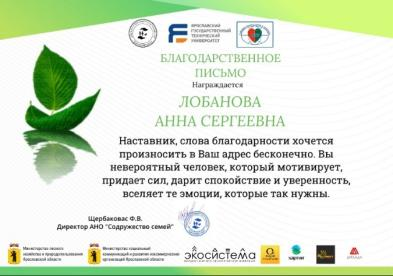 ЯРОСЛАВСКИЙ
ГОСУДАРСТВЕННЫЙ
ТЕХНИЧЕСКИЙ
УНИВЕРСИТЕТ
БЛАГОДАРСТВЕННОЕ
ПИСЬМО
Награждается
ЛОБАНОВА
АННА СЕРГЕЕВНА
Наставник, слова благодарности хочется
произносить в Ваш адрес бесконечно. Вы
невероятный человек, который мотивирует,
придает сил, дарит спокойствие и уверенность,
вселяет те эмоции, которые так нужны.
Щербаковас Ф.В.
Директор АНО "Содружество семей"
Министерство лесного
хозяйства и природопользования
Ярославской области
Министерство социальных
коммуникаций и развития некоммерческих
организаций Ярославской области
экосистема
хартия